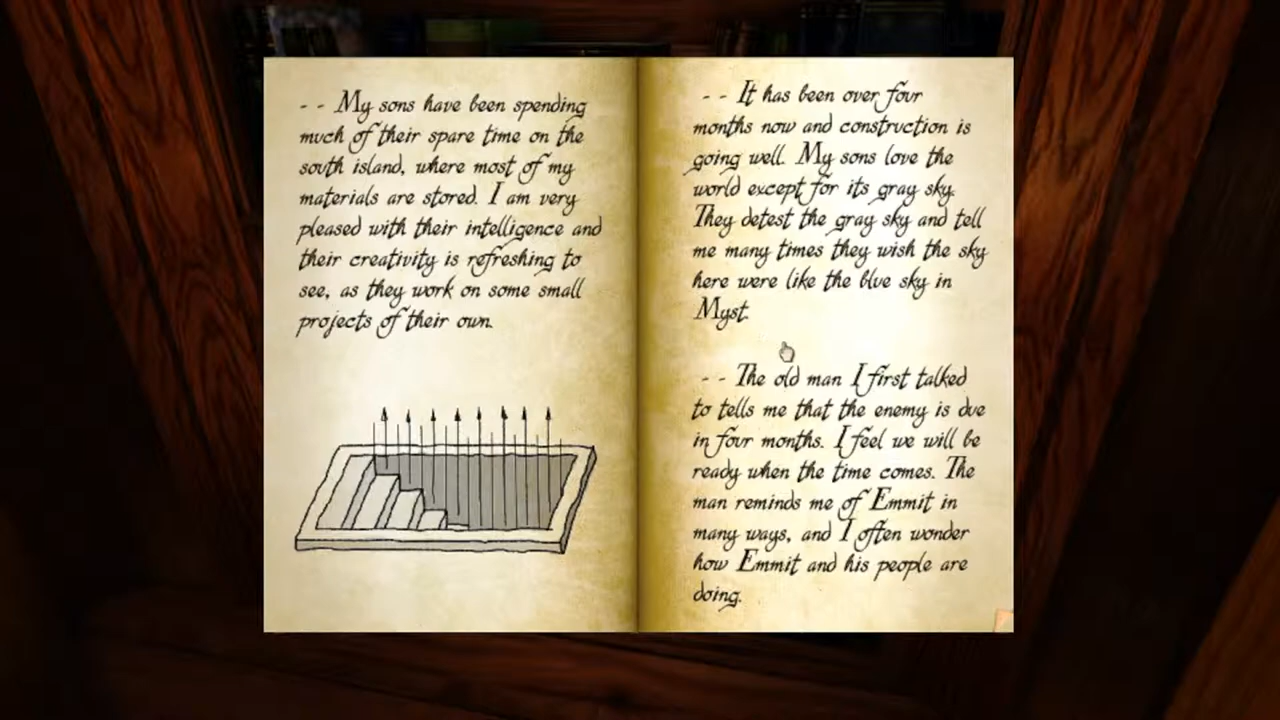 - - My sons have been spending
much of their spare time on the
south island, where most of my
materials are stored. I am very
pleased with their intelligence and
their creativity is refreshing to
see, as they work on some small
projects of their own.
- - It has been over four
months now and construction is
going well. My sons love the
world except for its gray sky.
They detest the gray sky and tell
me many times they wish the sky
here were like the blue sky in
Myst.
- - The old man I first talked
to tells me that the enemy is due
in four months. I feel we will be
ready when the time comes. The
man reminds me of Emmit in
many ways, and I often wonder
how Emmit and his people are
doing.